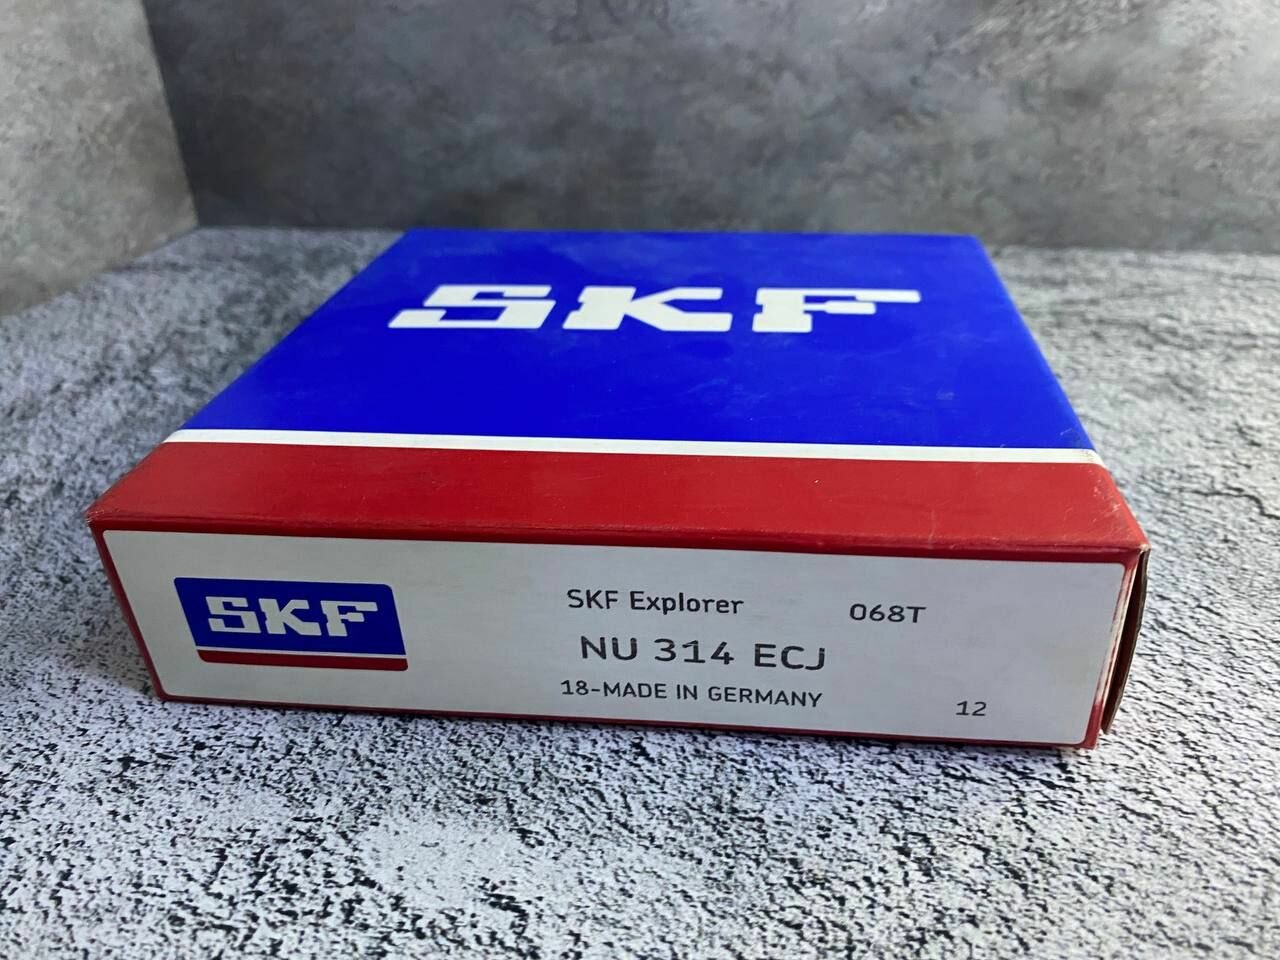 SKF
SKF
SKF Explorer 068T
NU 314 ECJ
18-MADE IN GERMANY
12